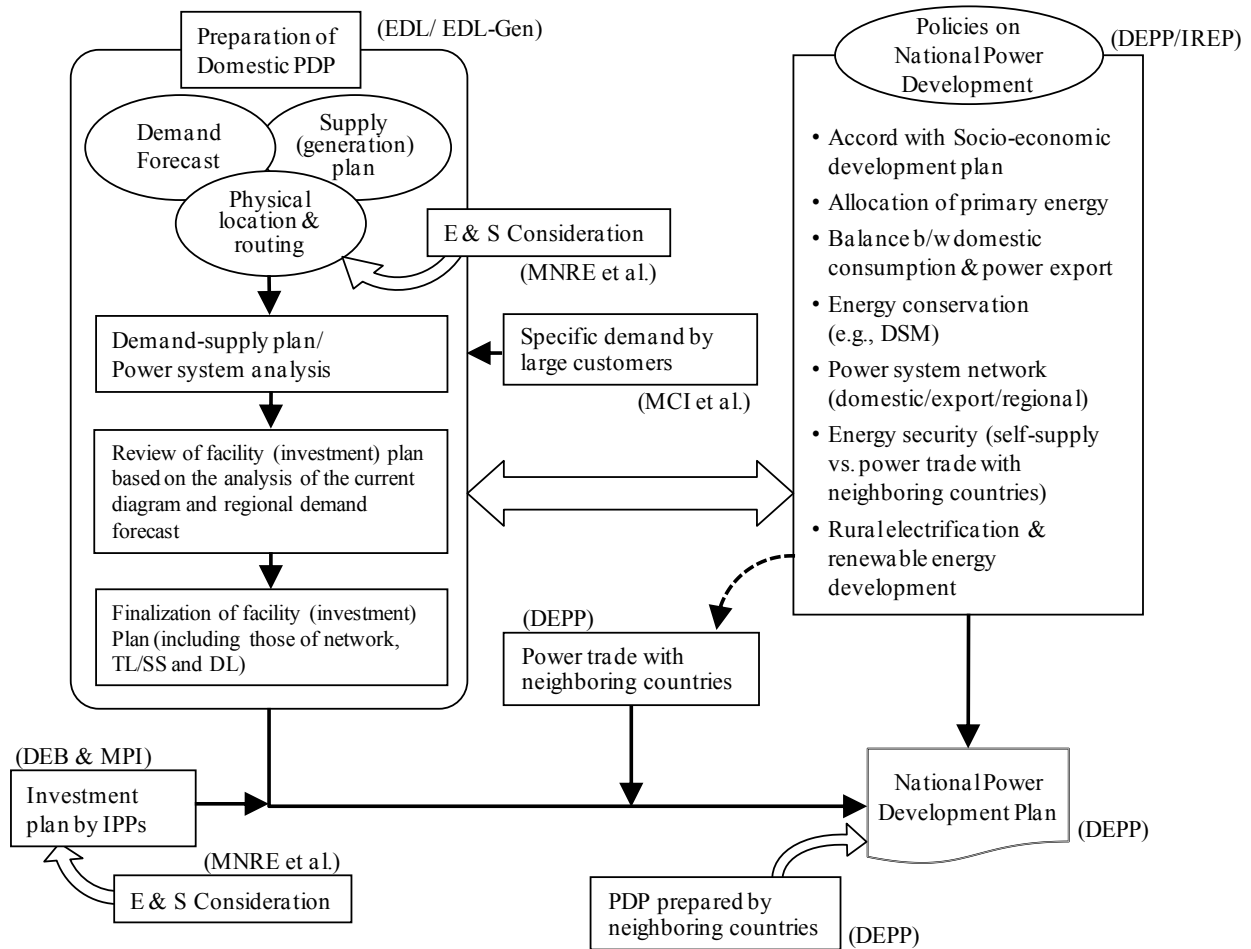 Preparation of
Domestic PDP
(EDL/ EDL-Gen)
Demand
Forecast
Supply
(generation)
plan
Physical
location &
routing
E & S Consideration
(MNRE et al.)
Demand-supply plan/
Power system analysis
Specific demand by
large customers
(MCI et al.)
Review of facility (investment) plan
based on the analysis of the current
diagram and regional demand
forecast
Finalization of facility (investment)
Plan (including those of network,
TL/SS and DL)
Policies on
National Power
Development
(DEPP/IREP)
• Accord with Socio-economic
development plan
• Allocation of primary energy
• Balance b/w domestic
consumption & power export
• Energy conservation
(e.g., DSM)
• Power system network
(domestic/export/regional)
• Energy security (self-supply
vs. power trade with
neighboring countries)
• Rural electrification &
renewable energy
development
(DEPP)
Power trade with
neighboring countries
(DEB & MPI)
Investment
plan by IPPs
(MNRE et al.)
E & S Consideration
National Power
Development Plan
(DEPP)
PDP prepared by
neighboring countries
(DEPP)